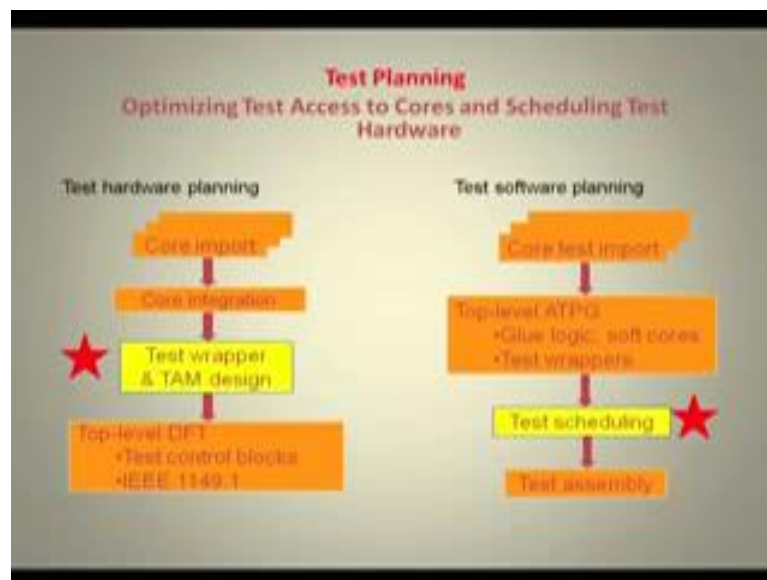 Test Planning
Optimizing Test Access to Cores and Scheduling Test
Hardware
Test hardware planning
Core import
Core integration
Test wrapper
& TAM design
Top-level DFT
•Test control blocks
•IEEE 1149.1
Test software planning
Core test import
Top-level ATPG
•Glue logic, soft cores
•Test wrappers
Test scheduling
Test assembly